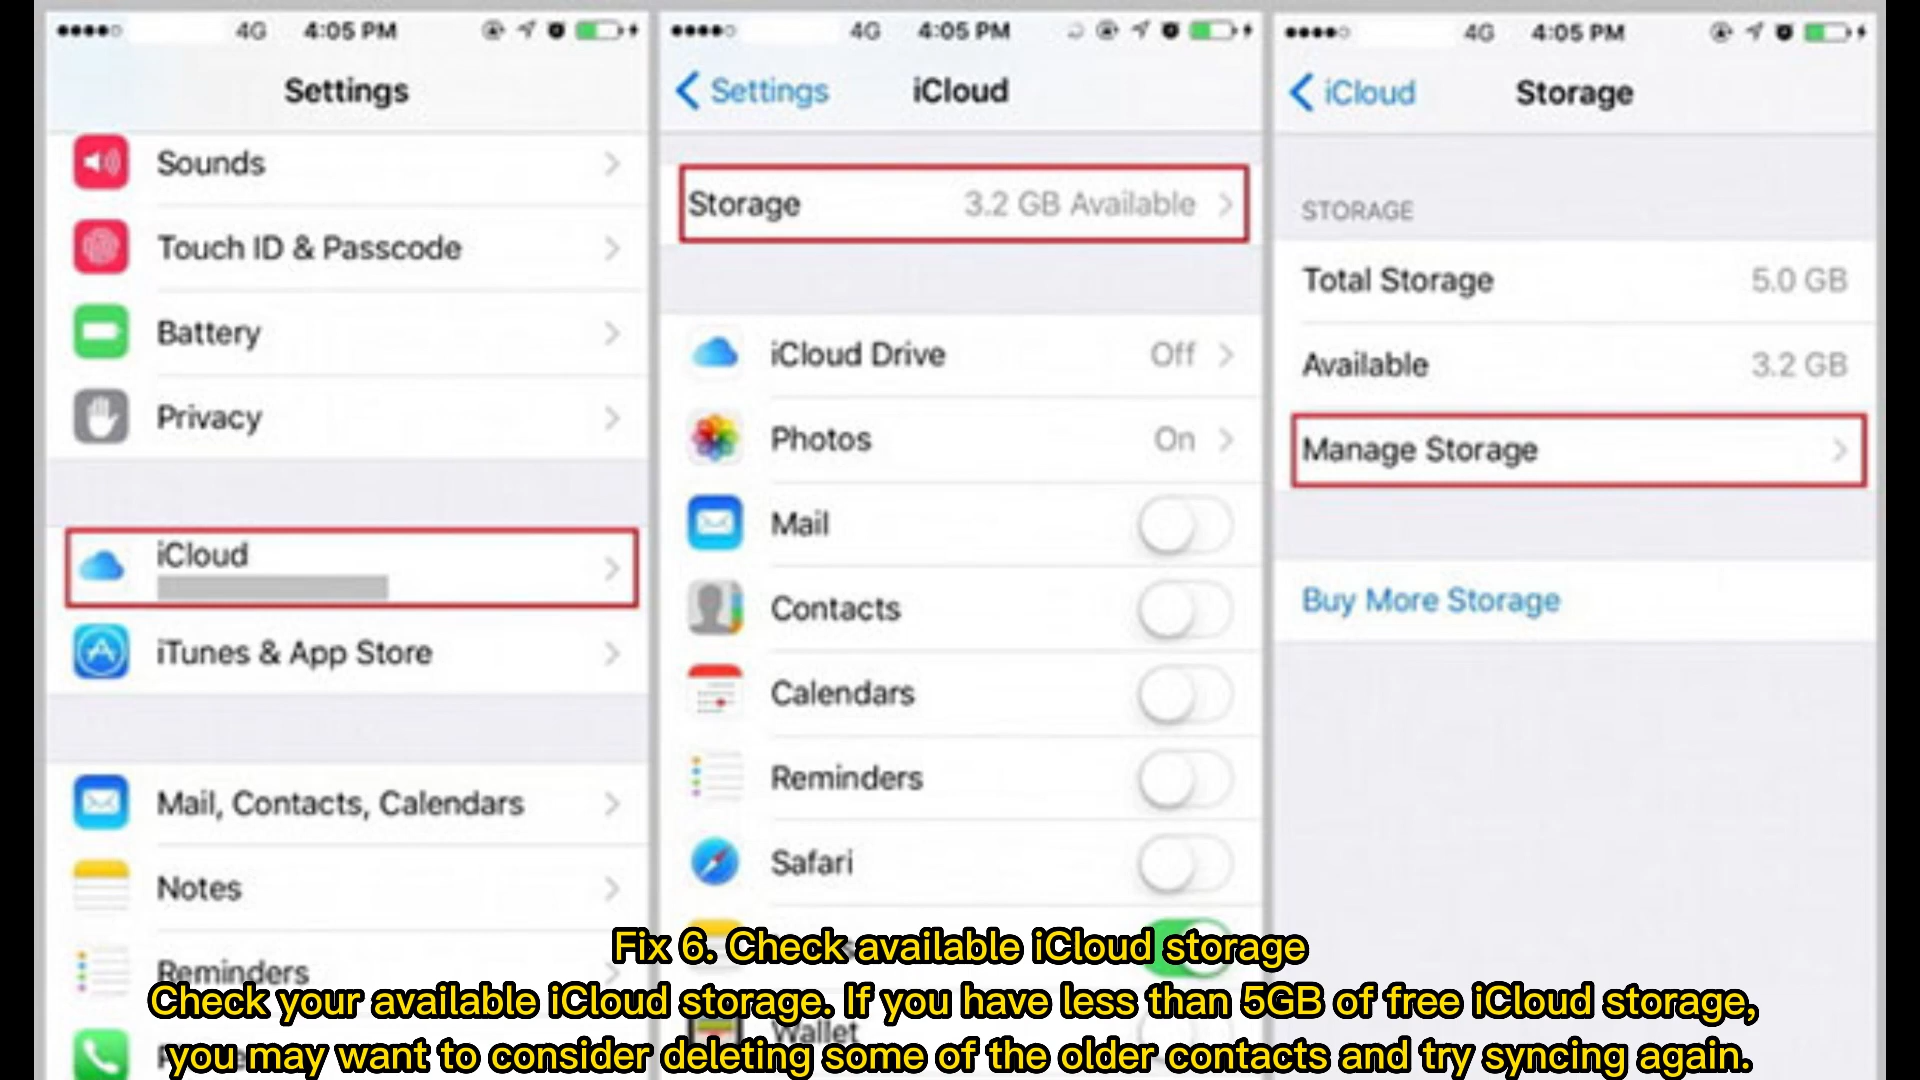 4G 4:05 PM
Settings
Sounds
Touch ID & Passcode
Battery
Privacy
iCloud
iTunes & App Store
Mail, Contacts, Calendars
Notes
Reminders
4G 4:05 PM
Settings iCloud
Storage 3.2 GB Available
iCloud Drive Off
Photos On
Mail
Contacts
Calendars
Reminders
Safari
Wallet
4G 4:05 PM
iCloud Storage
STORAGE
Total Storage 5.0 GB
Available 3.2 GB
Manage Storage
Buy More Storage
Fix 6. Check available iCloud storage
Check your available iCloud storage. If you have less than 5GB of free iCloud storage,
you may want to consider deleting some of the older contacts and try syncing again.